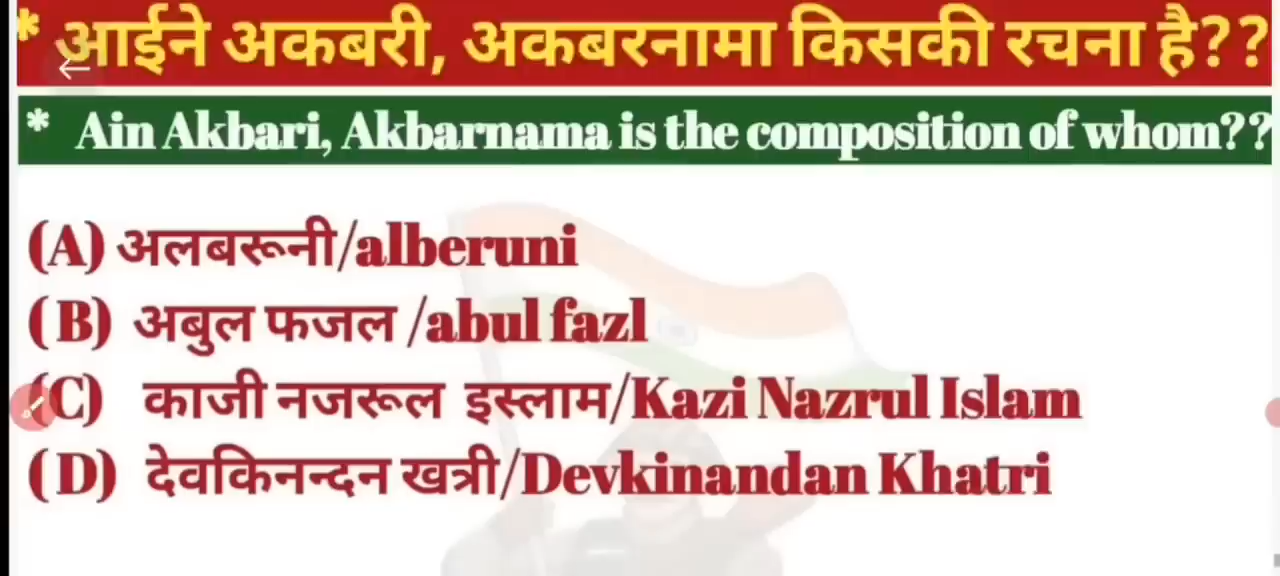 * आईने अकबरी, अकबरनामा किसकी रचना है??
* Ain Akbari, Akbarnama is the composition of whom??
(A) अलबरूनी/alberuni
(B) अबुल फजल /abul fazl
(C) काजी नजरूल इस्लाम/Kazi Nazrul Islam
(D) देवकिनन्दन खत्री/Devkinandan Khatri